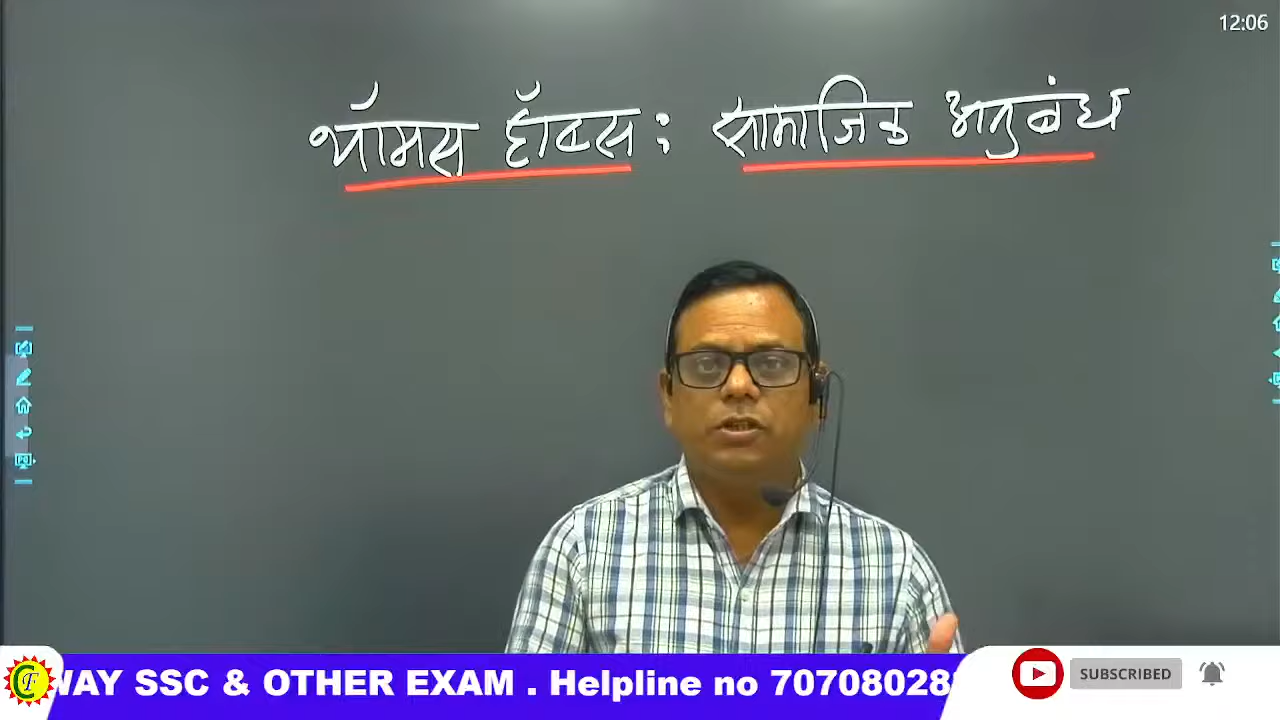 12:06
थॉमस हॉब्स : सामाजिक अनुबंध
WAY SSC & OTHER EXAM . Helpline no 70708028
SUBSCRIBED